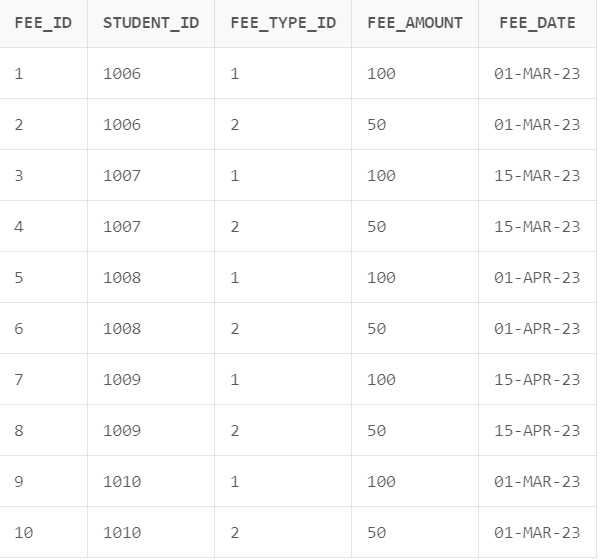 FEE_ID STUDENT_ID FEE_TYPE_ID FEE_AMOUNT FEE_DATE
1 1006 1 100 01-MAR-23
2 1006 2 50 01-MAR-23
3 1007 1 100 15-MAR-23
4 1007 2 50 15-MAR-23
5 1008 1 100 01-APR-23
6 1008 2 50 01-APR-23
7 1009 1 100 15-APR-23
8 1009 2 50 15-APR-23
9 1010 1 100 01-MAR-23
10 1010 2 50 01-MAR-23